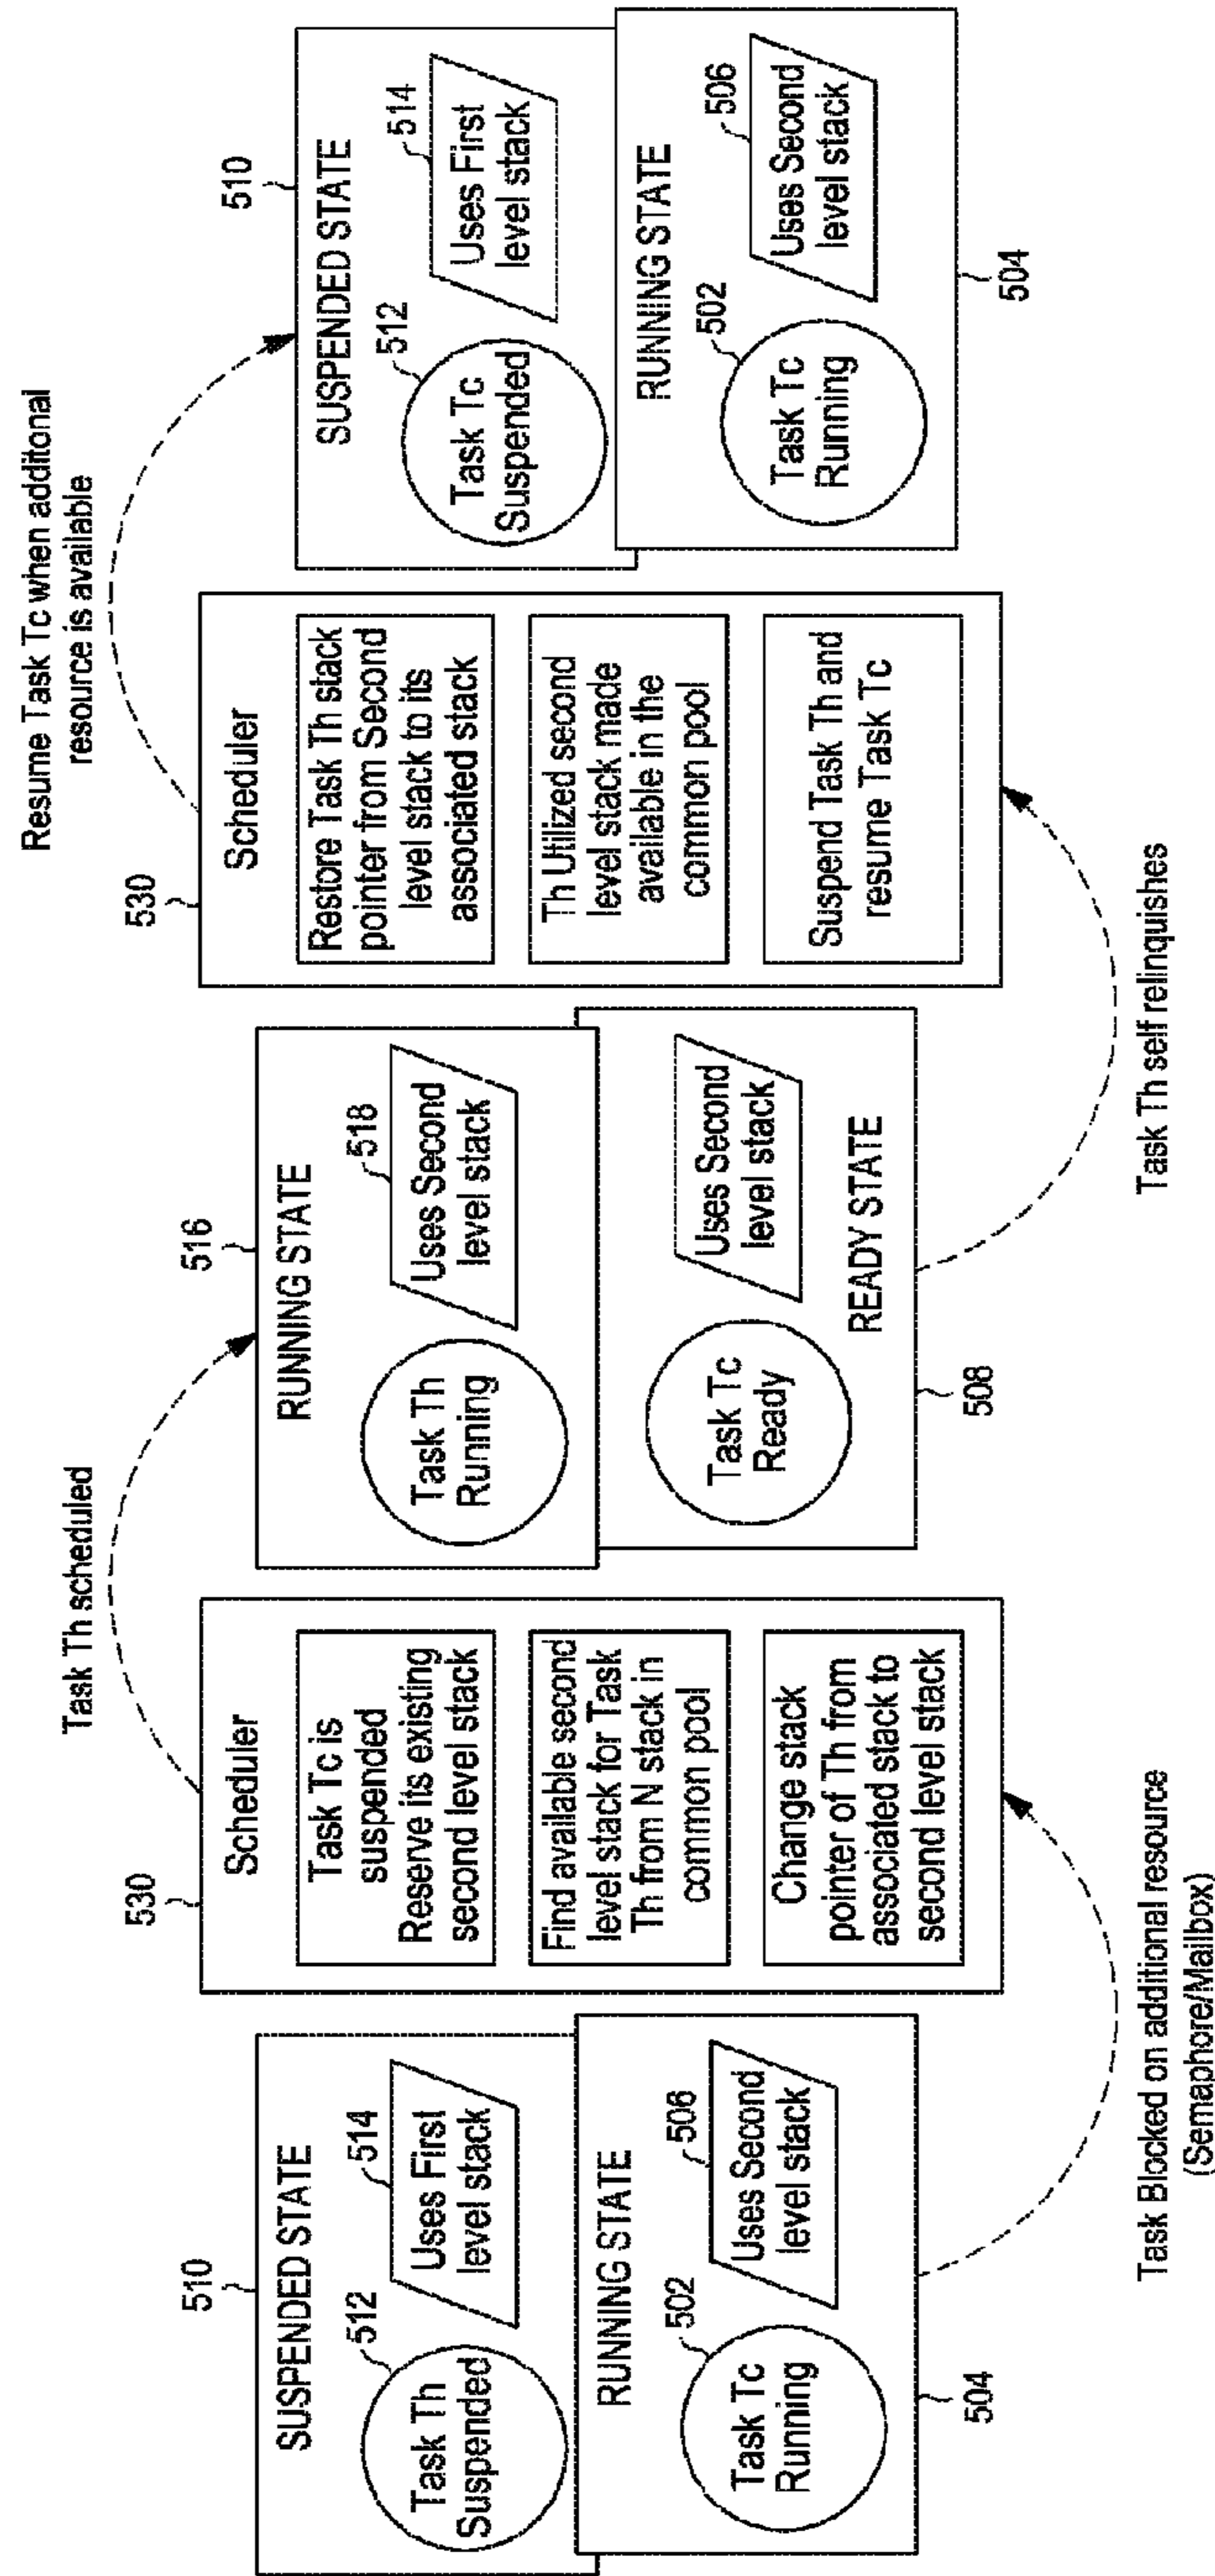 510
SUSPENDED STATE
512
514
Task Th
Suspended
Uses First
level stack
RUNNING STATE
502
506
Task Tc
Running
Uses Second
level stack
504
Task Blocked on additional resource
(Semaphore/Mailbox)
530
Scheduler
Task Tc is
suspended
Reserve its existing
second level stack
Find available second
level stack for Task
Th from N stack in
common pool
Change stack
pointer of Th from
associated stack to
second level stack
Task Th scheduled
516
RUNNING STATE
518
Task Th
Running
Uses Second
level stack
Task Tc
Ready
Uses Second
level stack
READY STATE
508
Task Th self relinquishes
530
Scheduler
Restore Task Th stack
pointer from Second
level stack to its
associated stack
Th Utilized second
level stack made
available in the
common pool
Suspend Task Th and
resume Task Tc
Resume Task Tc when additonal
resource is available
510
SUSPENDED STATE
512
514
Task Tc
Suspended
Uses First
level stack
RUNNING STATE
502
506
Task Tc
Running
Uses Second
level stack
504